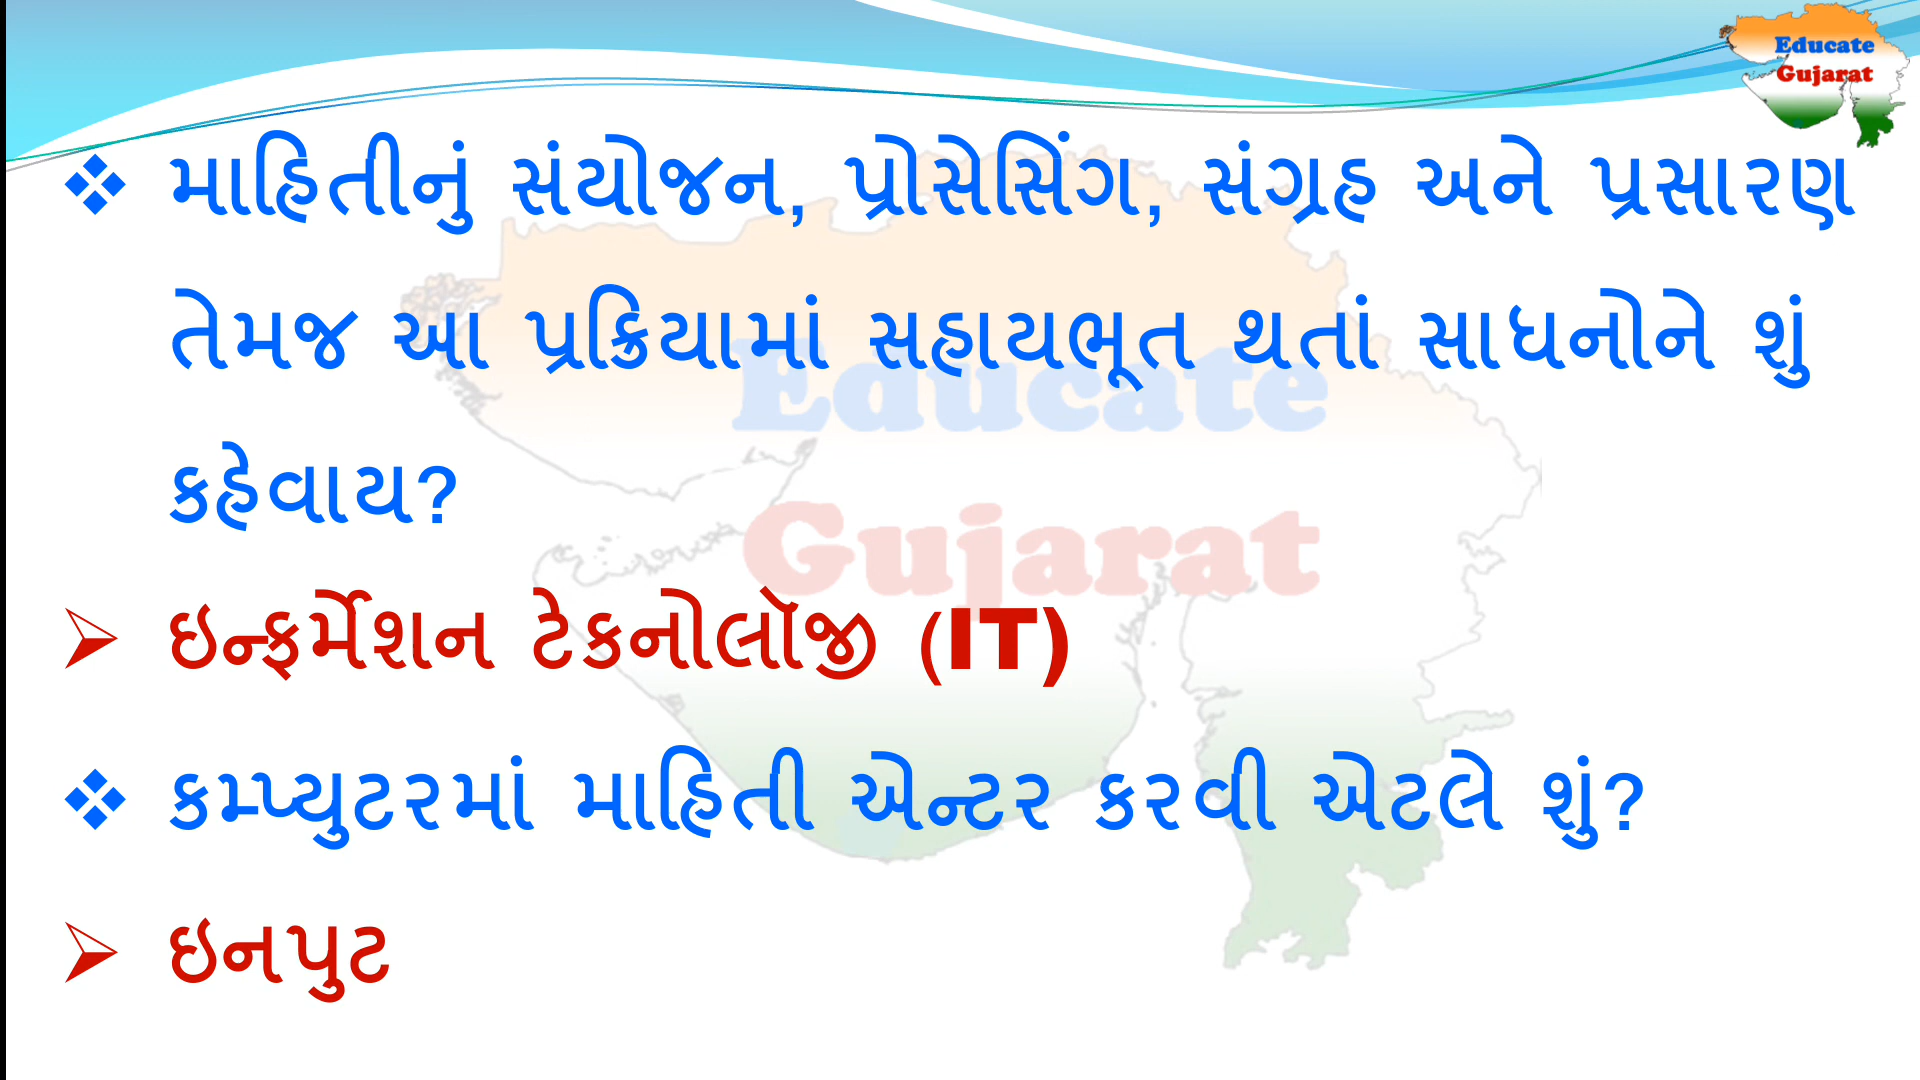 Educate
Gujarat
❖ માહિતીનું સંયોજન, પ્રોસેસિંગ, સંગ્રહ અને પ્રસારણ
તેમજ આ પ્રક્રિયામાં સહાયભૂત થતાં સાધનોને શું
કહેવાય?
➢ ઇન્ફર્મેશન ટેકનોલૉજી (IT)
❖ કમ્પ્યુટરમાં માહિતી એન્ટર કરવી એટલે શું?
➢ ઇનપુટ
Educate
Gujarat